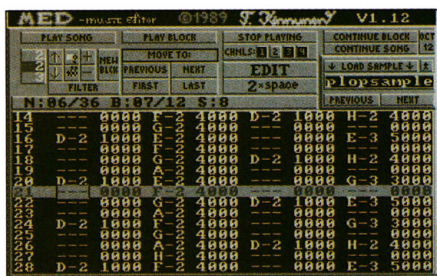 MED -music editor ©1989 T. Kinnunen V1.12
PLAY SONG PLAY BLOCK STOP PLAYING CONTINUE BLOCK OCT
MOVE TO: CHNLS: 1 2 3 4 CONTINUE SONG 12
NEW BLCK PREVIOUS NEXT EDIT ↓ LOAD SAMPLE ↓ ±
FILTER FIRST LAST 2×space plopsample
N:06/36 B:07/12 S:8 PREVIOUS NEXT
14 --- 0000 F-2 4000 D-2 1000 H-2 4000
15 --- 0000 G-2 4000 --- 0000 --- 0000
16 D-2 1000 F-2 4000 --- 0000 E-3 5000
17 --- 0000 F-2 4000 --- 0000 --- 0000
18 --- 0000 G-2 4000 D-2 1000 H-2 4000
19 --- 0000 A-2 4000 --- 0000 --- 0000
20 D-2 1000 F-2 4000 --- 0000 G-3 3000
21 --- 0000 F-2 4000 --- 0000 --- 0000
22 --- 0000 G-2 4000 D-2 1000 E-3 5000
23 --- 0000 A-2 4000 --- 0000 --- 0000
24 D-2 1000 F-2 4000 --- 0000 G-3 3000
25 --- 0000 G-2 4000 --- 0000 --- 0000
26 --- 0000 A-2 4000 D-2 1000 H-2 4000
27 --- 0000 H-2 4000 --- 0000 --- 0000
28 D-2 1000 F-2 4000 D-2 1000 E-3 5000